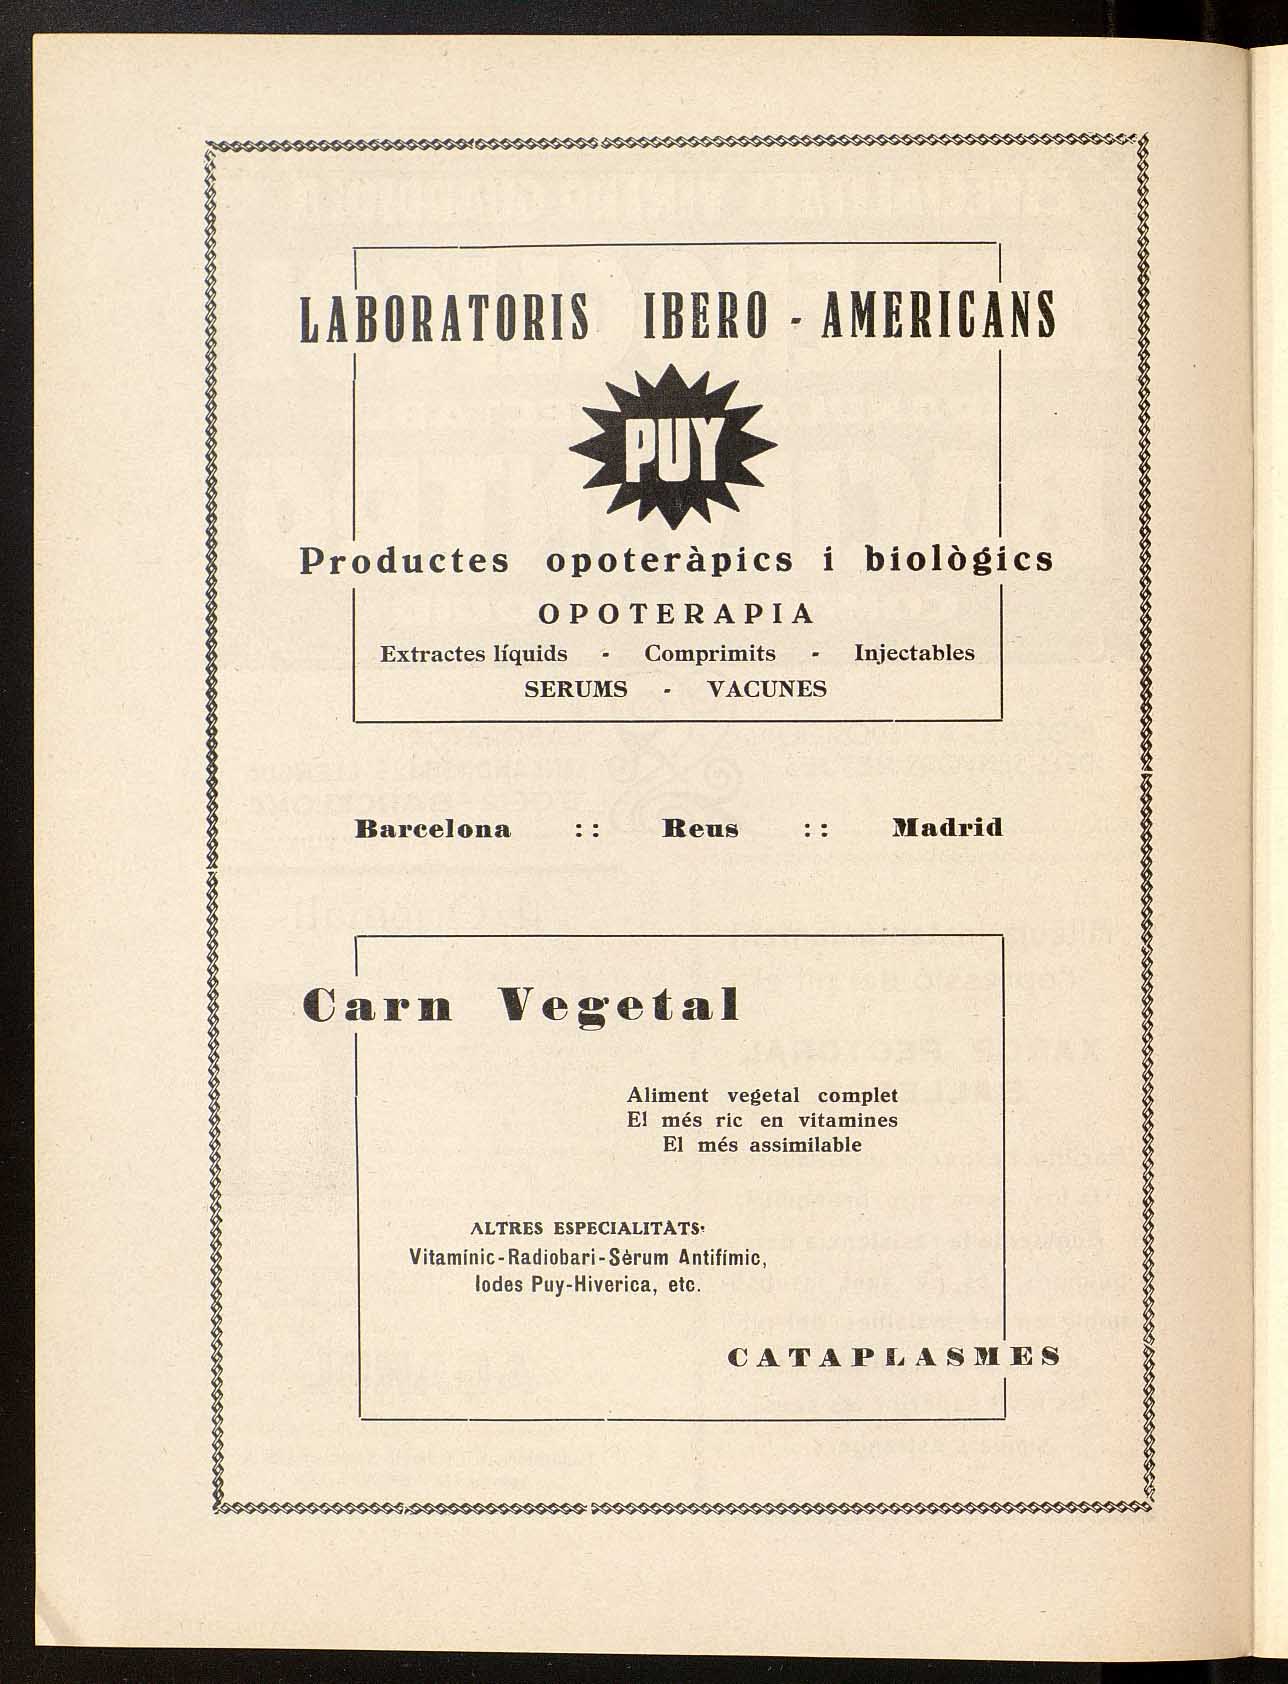 LABORATORIS IBERO - AMERICANS
PUY
Productes opoteràpics i biològics
OPOTERAPIA
Extractes líquids - Comprimits - Injectables
SERUMS - VACUNES
Barcelona :: Reus :: Madrid
Carn Vegetal
Aliment vegetal complet
El més ric en vitamines
El més assimilable
ALTRES ESPECIALITATS:
Vitamínic-Radiobari-Sèrum Antifímic,
Iodes Puy-Hiverica, etc.
CATAPLASMES